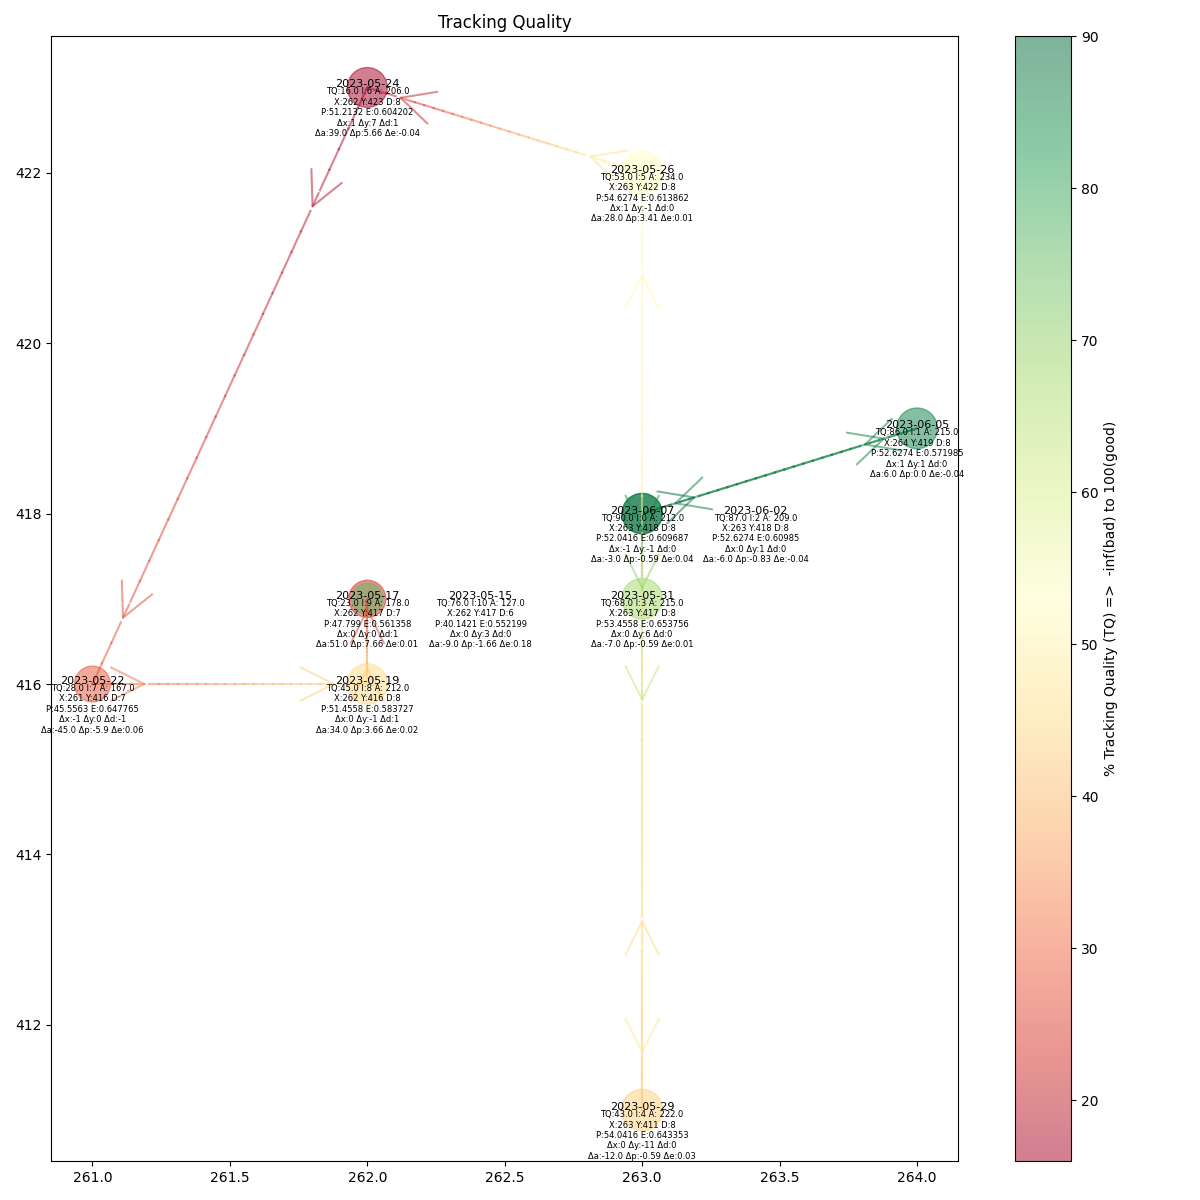 Tracking Quality
2023-05-24
TQ:16.0 I:6 A: 206.0
X:262 Y:423 D:8
P:51.2132 E:0.604202
Δx:1 Δy:7 Δd:1
Δa:39.0 Δp:5.66 Δe:-0.04
2023-05-26
TQ:53.0 I:5 A: 234.0
X:263 Y:422 D:8
P:54.6274 E:0.613862
Δx:1 Δy:-1 Δd:0
Δa:28.0 Δp:3.41 Δe:0.01
2023-06-05
TQ:86.0 I:1 A: 215.0
X:264 Y:419 D:8
P:52.6274 E:0.571985
Δx:1 Δy:1 Δd:0
Δa:6.0 Δp:0.0 Δe:-0.04
2023-06-07
TQ:90.0 I:0 A: 212.0
X:263 Y:418 D:8
P:52.0416 E:0.609687
Δx:-1 Δy:-1 Δd:0
Δa:-3.0 Δp:-0.59 Δe:0.04
2023-06-02
TQ:87.0 I:2 A: 209.0
X:263 Y:418 D:8
P:52.6274 E:0.60985
Δx:0 Δy:1 Δd:0
Δa:-6.0 Δp:-0.83 Δe:-0.04
2023-05-17
TQ:23.0 I:9 A: 178.0
X:262 Y:417 D:7
P:47.799 E:0.561358
Δx:0 Δy:0 Δd:1
Δa:51.0 Δp:7.66 Δe:0.01
2023-05-15
TQ:76.0 I:10 A: 127.0
X:262 Y:417 D:6
P:40.1421 E:0.552199
Δx:0 Δy:3 Δd:0
Δa:-9.0 Δp:-1.66 Δe:0.18
2023-05-31
TQ:68.0 I:3 A: 215.0
X:263 Y:417 D:8
P:53.4558 E:0.653756
Δx:0 Δy:6 Δd:0
Δa:-7.0 Δp:-0.59 Δe:0.01
2023-05-22
TQ:28.0 I:7 A: 167.0
X:261 Y:416 D:7
P:45.5563 E:0.647765
Δx:-1 Δy:0 Δd:-1
Δa:-45.0 Δp:-5.9 Δe:0.06
2023-05-19
TQ:45.0 I:8 A: 212.0
X:262 Y:416 D:8
P:51.4558 E:0.583727
Δx:0 Δy:-1 Δd:1
Δa:34.0 Δp:3.66 Δe:0.02
2023-05-29
TQ:43.0 I:4 A: 222.0
X:263 Y:411 D:8
P:54.0416 E:0.643353
Δx:0 Δy:-11 Δd:0
Δa:-12.0 Δp:-0.59 Δe:0.03
422
420
418
416
414
412
261.0
261.5
262.0
262.5
263.0
263.5
264.0
90
80
70
60
50
40
30
20
% Tracking Quality (TQ) => -inf(bad) to 100(good)